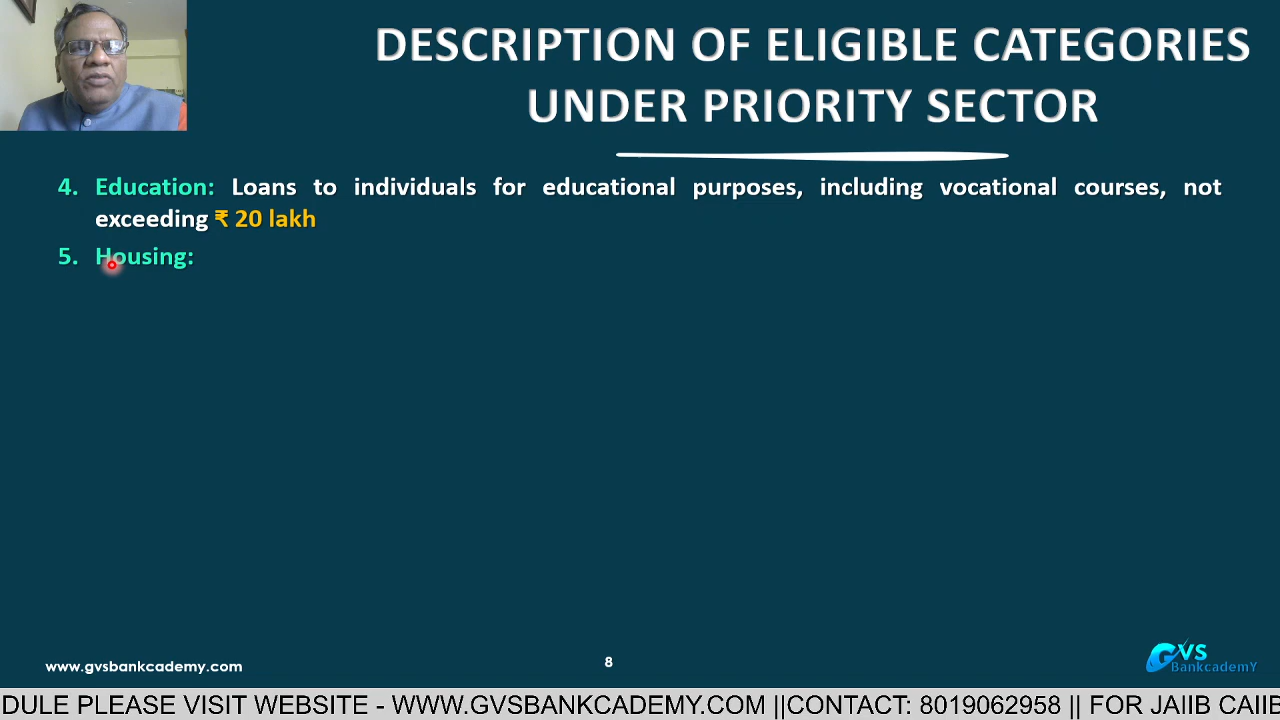 DESCRIPTION OF ELIGIBLE CATEGORIES
UNDER PRIORITY SECTOR
4. Education: Loans to individuals for educational purposes, including vocational courses, not
exceeding ₹ 20 lakh
5. Housing:
www.gvsbankcademy.com
8
GVS
BankcademY
DULE PLEASE VISIT WEBSITE - WWW.GVSBANKCADEMY.COM ||CONTACT: 8019062958 || FOR JAIIB CAIIB